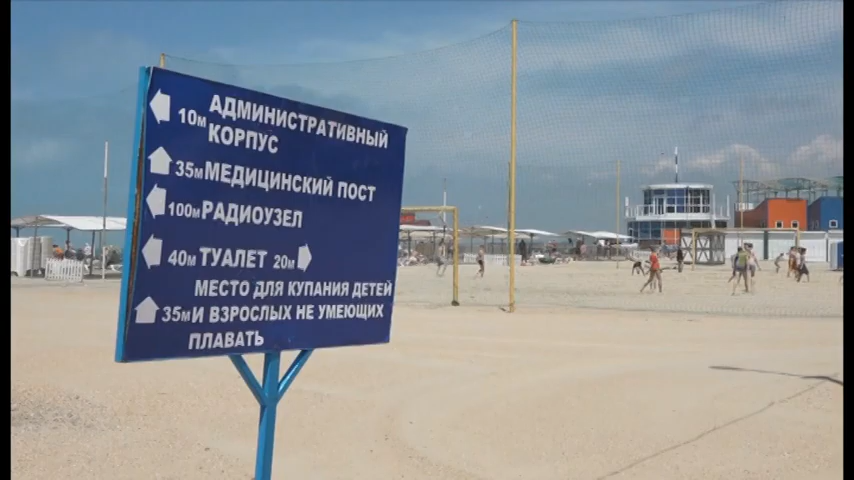 АДМИНИСТРАТИВНЫЙ
10м КОРПУС
35м МЕДИЦИНСКИЙ ПОСТ
100м РАДИОУЗЕЛ
40м ТУАЛЕТ 20м
МЕСТО ДЛЯ КУПАНИЯ ДЕТЕЙ
35м И ВЗРОСЛЫХ НЕ УМЕЮЩИХ
ПЛАВАТЬ